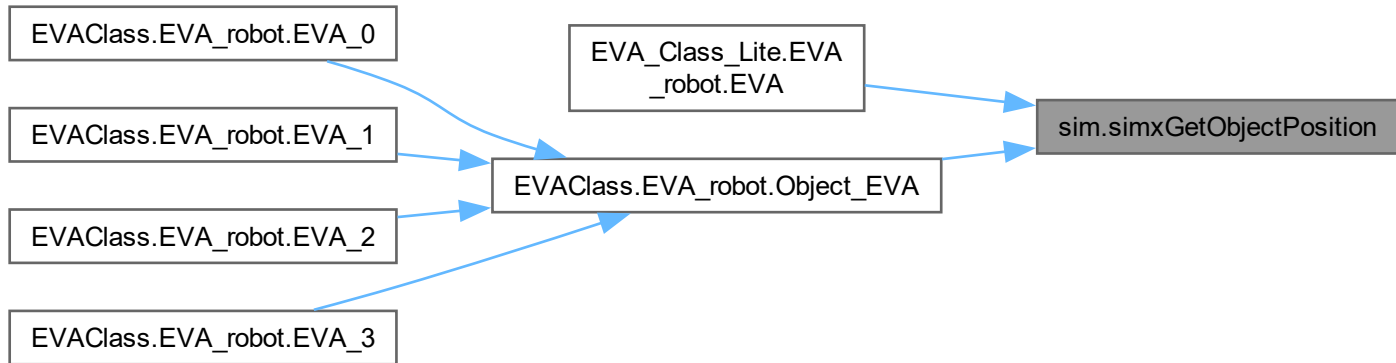 EVAClass.EVA_robot.EVA_0
EVA_Class_Lite.EVA
_robot.EVA
EVAClass.EVA_robot.EVA_1
sim.simxGetObjectPosition
EVAClass.EVA_robot.Object_EVA
EVAClass.EVA_robot.EVA_2
EVAClass.EVA_robot.EVA_3